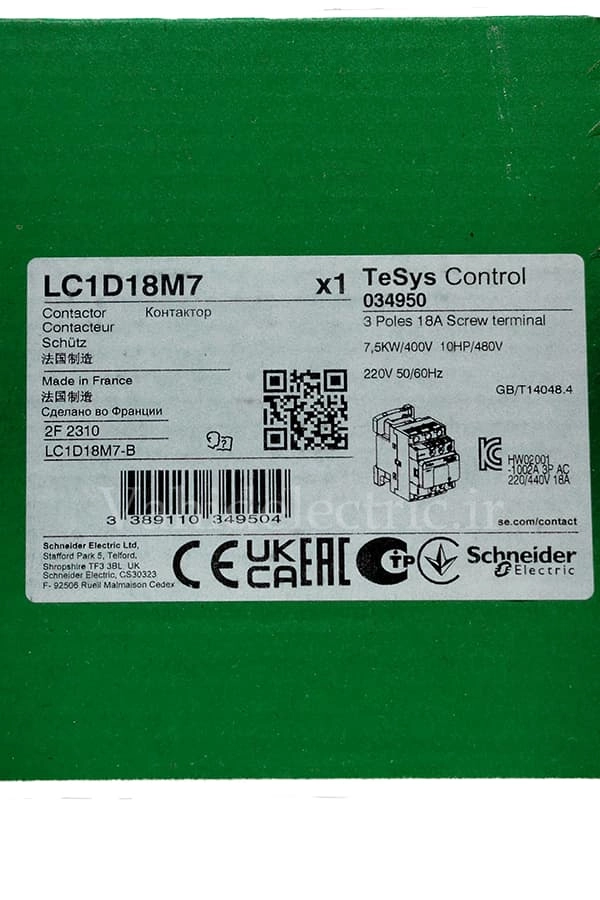 LC1D18M7 x1
Contactor Контактор
Contacteur
Schütz
法国制造
Made in France
法国制造
Сделано во Франции
2F 2310
LC1D18M7-B
3 389110 349504
TeSys Control
034950
3 Poles 18A Screw terminal
7,5KW/400V 10HP/480V
220V 50/60Hz
GB/T14048.4
HW02001
-1002A 3P AC
220/440V 18A
se.com/contact
Schneider Electric Ltd,
Stafford Park 5, Telford,
Shropshire TF3 3BL UK
Schneider Electric, CS30323
F- 92506 Rueil Malmaison Cedex
CE UK CA EAC TP
Schneider
Electric